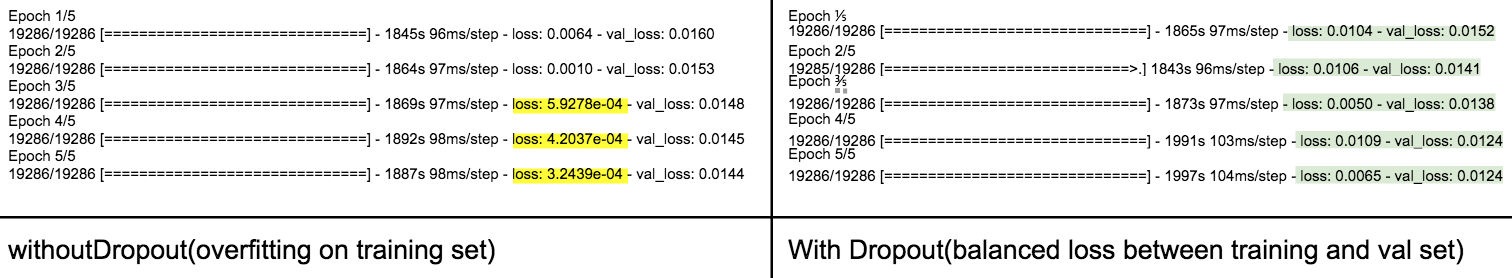 Epoch 1/5
19286/19286 [==============================] - 1845s 96ms/step - loss: 0.0064 - val_loss: 0.0160
Epoch 2/5
19286/19286 [==============================] - 1864s 97ms/step - loss: 0.0010 - val_loss: 0.0153
Epoch 3/5
19286/19286 [==============================] - 1869s 97ms/step - loss: 5.9278e-04 - val_loss: 0.0148
Epoch 4/5
19286/19286 [==============================] - 1892s 98ms/step - loss: 4.2037e-04 - val_loss: 0.0145
Epoch 5/5
19286/19286 [==============================] - 1887s 98ms/step - loss: 3.2439e-04 - val_loss: 0.0144
withoutDropout(overfitting on training set)
Epoch ⅕
19286/19286 [==============================] - 1865s 97ms/step - loss: 0.0104 - val_loss: 0.0152
Epoch 2/5
19285/19286 [============================>.] 1843s 96ms/step - loss: 0.0106 - val_loss: 0.0141
Epoch ⅗
19286/19286 [==============================] - 1873s 97ms/step - loss: 0.0050 - val_loss: 0.0138
Epoch 4/5
19286/19286 [==============================] - 1991s 103ms/step - loss: 0.0109 - val_loss: 0.0124
Epoch 5/5
19286/19286 [==============================] - 1997s 104ms/step - loss: 0.0065 - val_loss: 0.0124
With Dropout(balanced loss between training and val set)